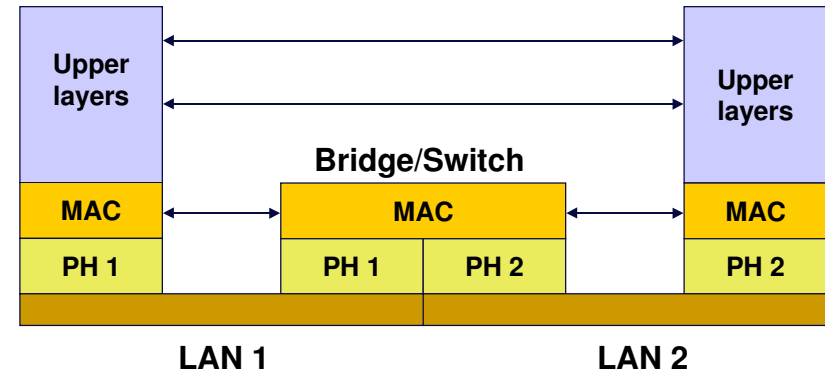 Upper
layers
Upper
layers
Bridge/Switch
MAC
MAC
MAC
PH 1
PH 1
PH 2
PH 2
LAN 1
LAN 2